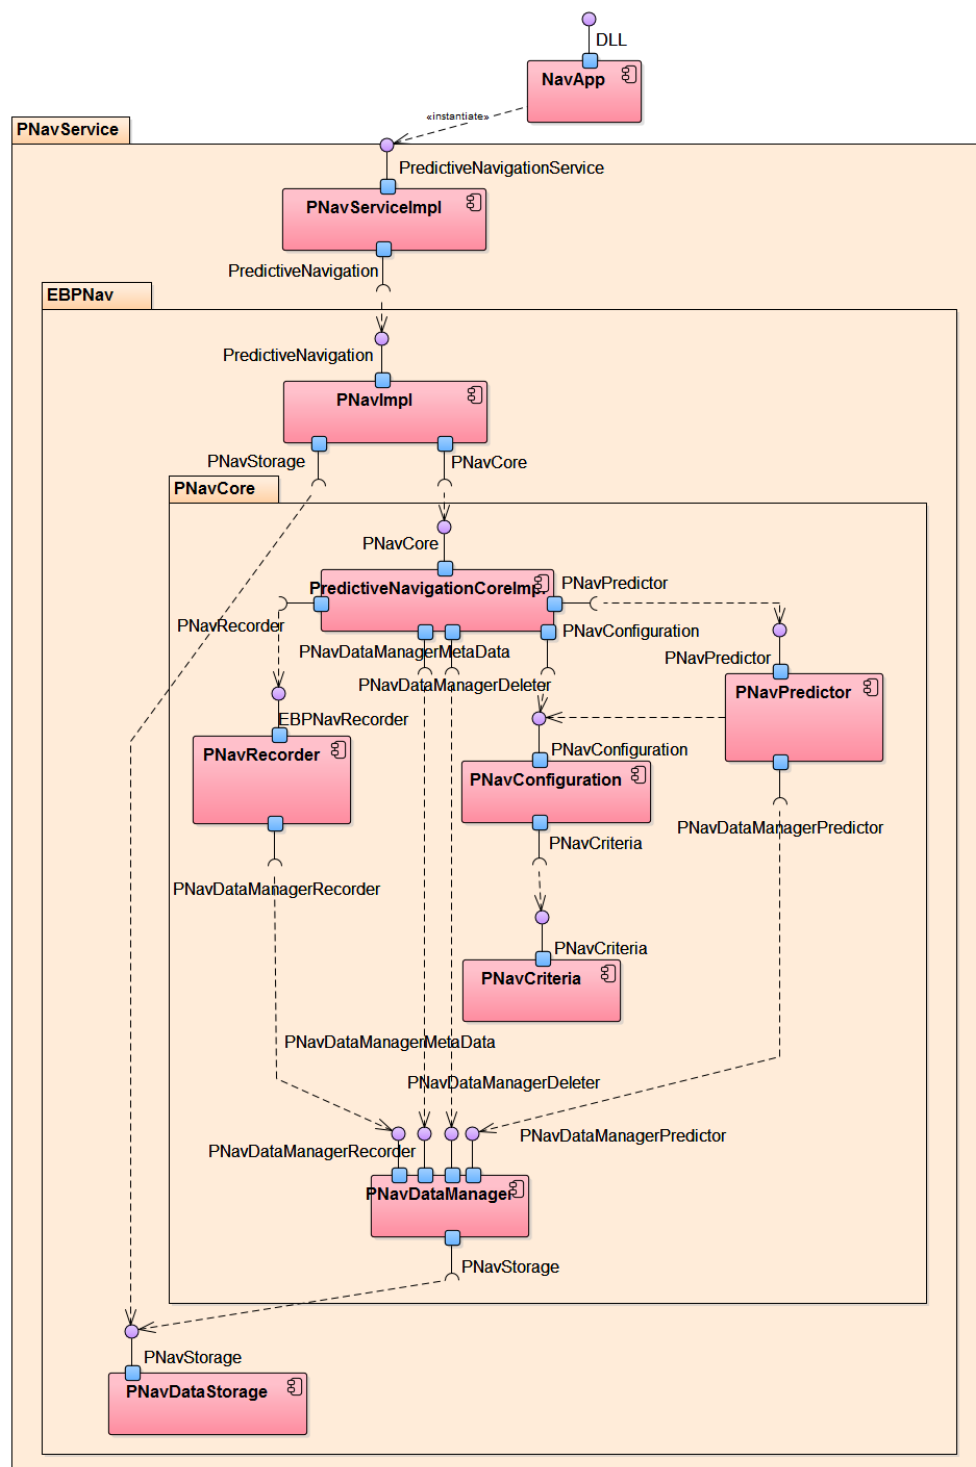 DLL
NavApp
«instantiate»
PNavService
PredictiveNavigationService
PNavServiceImpl
PredictiveNavigation
EBPNav
PredictiveNavigation
PNavImpl
PNavStorage
PNavCore
PNavCore
PNavCore
PredictiveNavigationCoreImpl
PNavPredictor
PNavRecorder
PNavConfiguration
PNavDataManagerMetaData
PNavPredictor
PNavDataManagerDeleter
PNavPredictor
EBPNavRecorder
PNavRecorder
PNavConfiguration
PNavConfiguration
PNavDataManagerPredictor
PNavCriteria
PNavDataManagerRecorder
PNavCriteria
PNavCriteria
PNavDataManagerMetaData
PNavDataManagerDeleter
PNavDataManagerPredictor
PNavDataManagerRecorder
PNavDataManager
PNavStorage
PNavStorage
PNavDataStorage